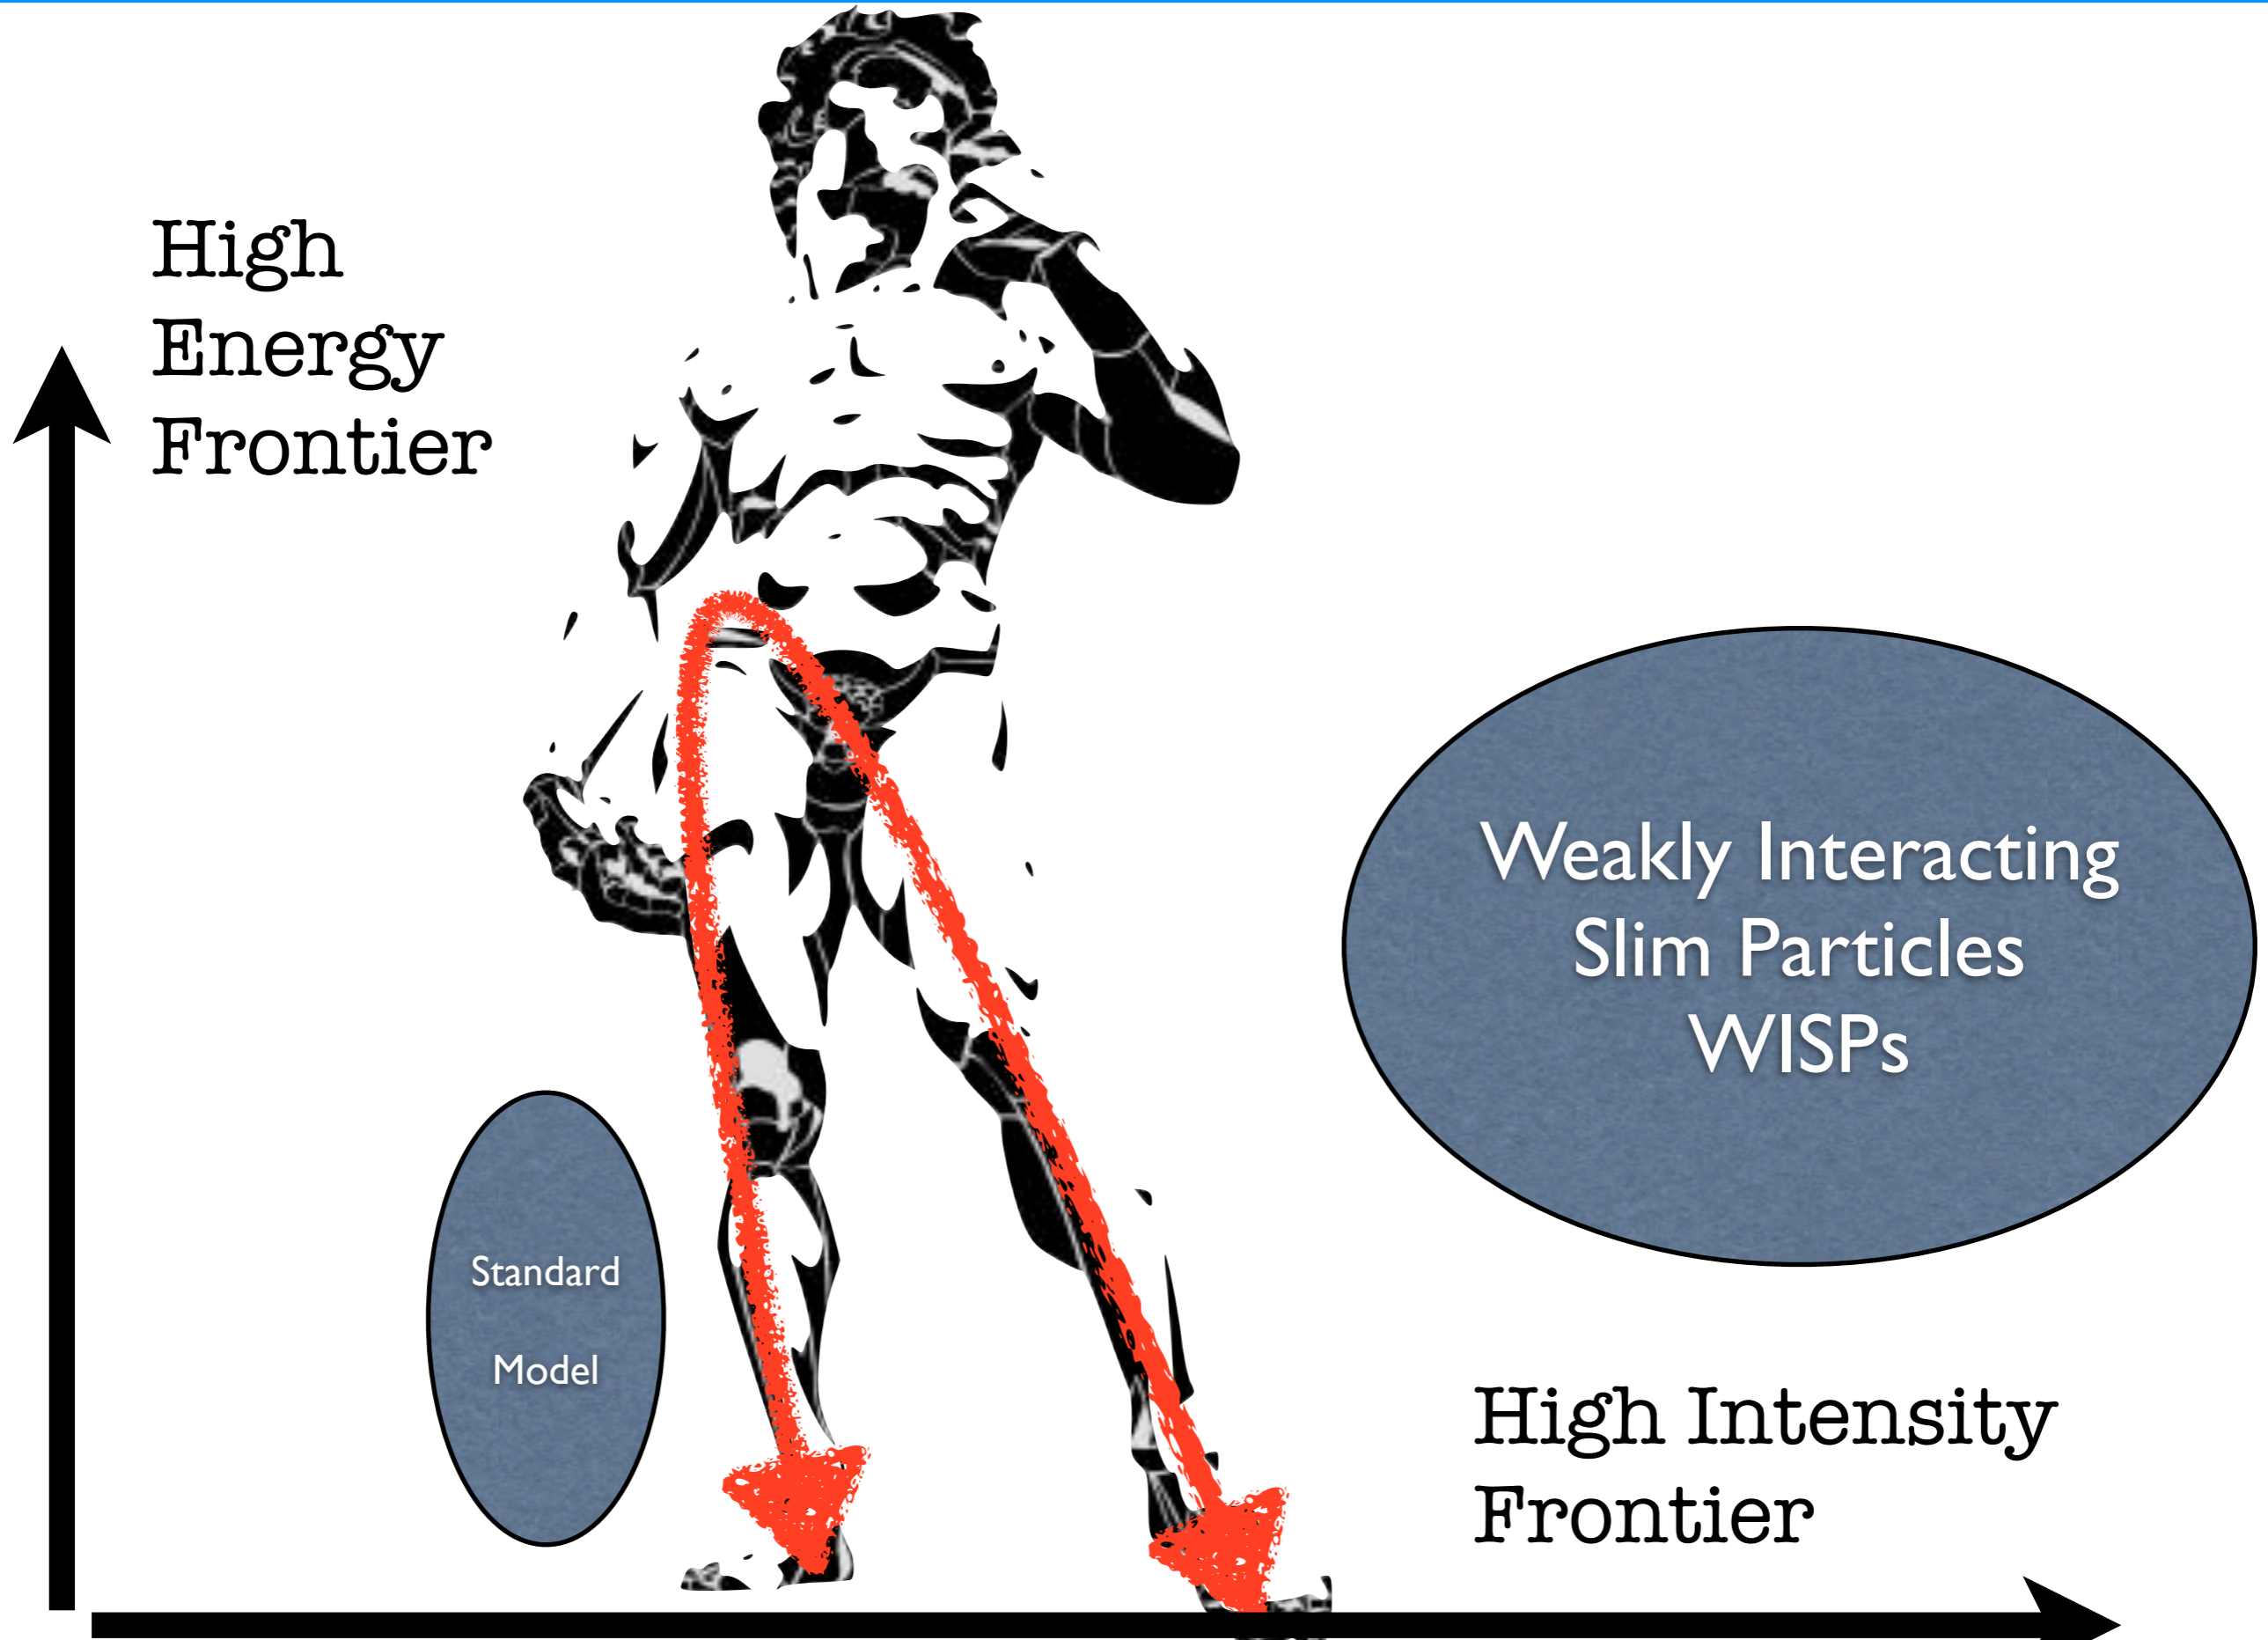 High
Energy
Frontier
Weakly Interacting
Slim Particles
WISPs
Standard
Model
High Intensity
Frontier